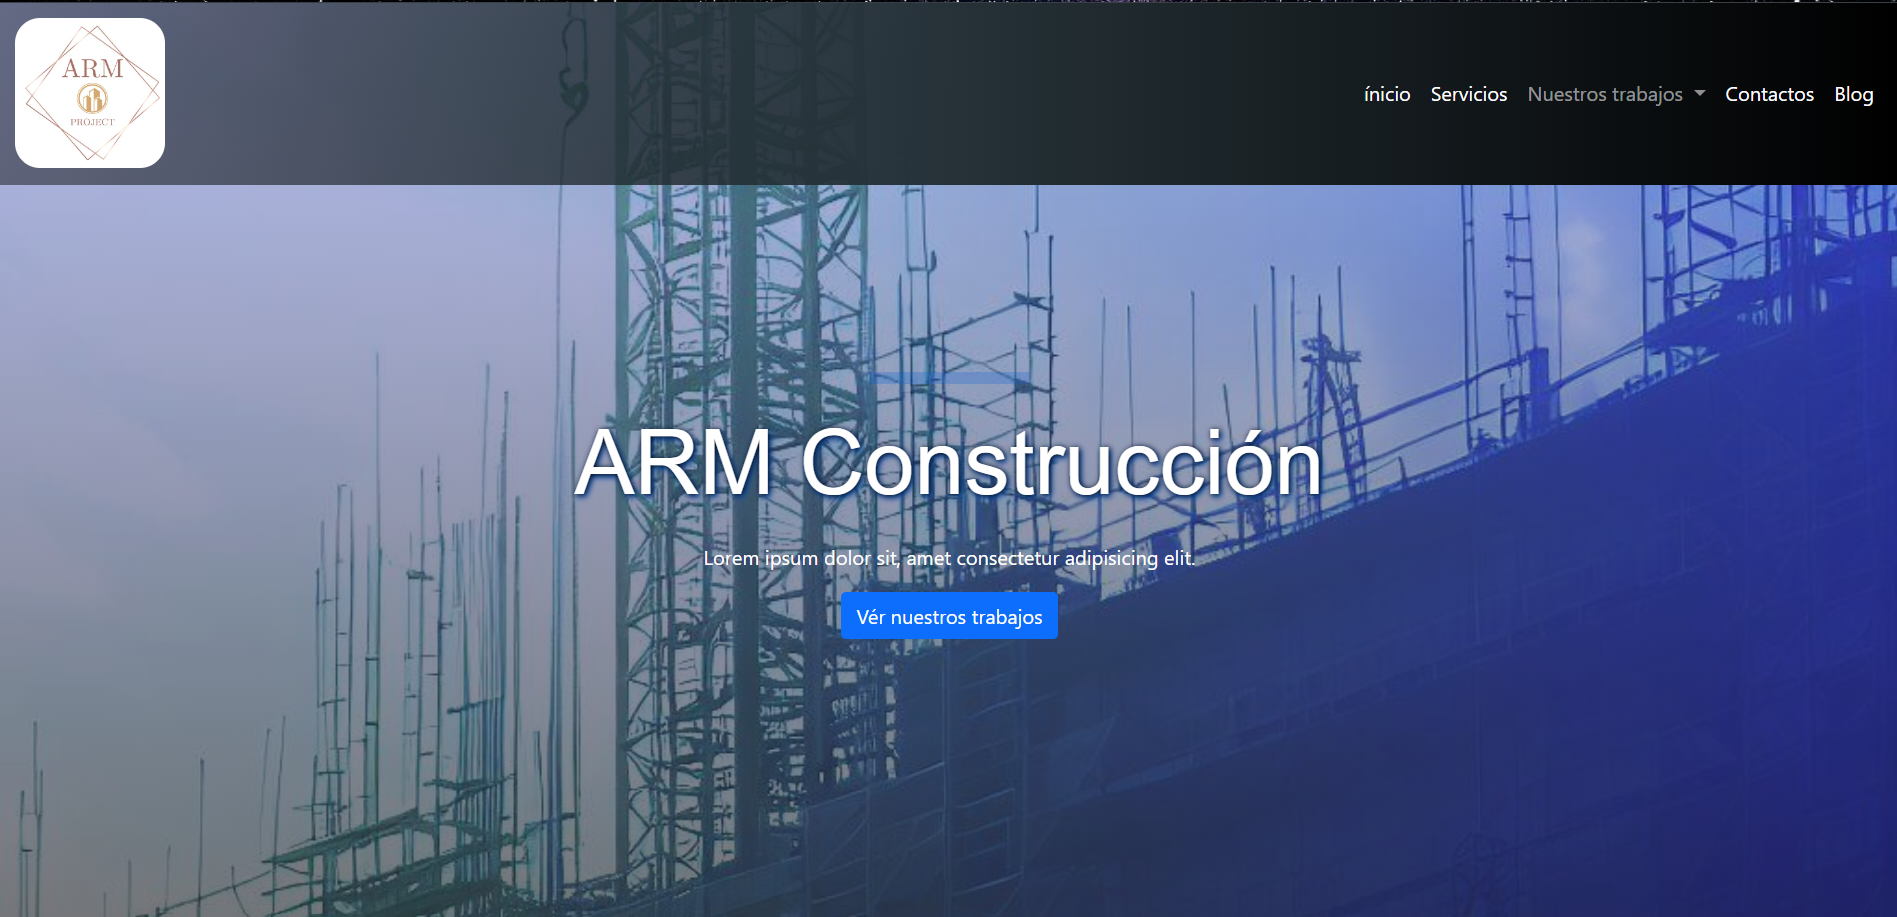 ARM
PROJECT
ínicio Servicios Nuestros trabajos Contactos Blog
ARM Construcción
Lorem ipsum dolor sit, amet consectetur adipisicing elit.
Vér nuestros trabajos